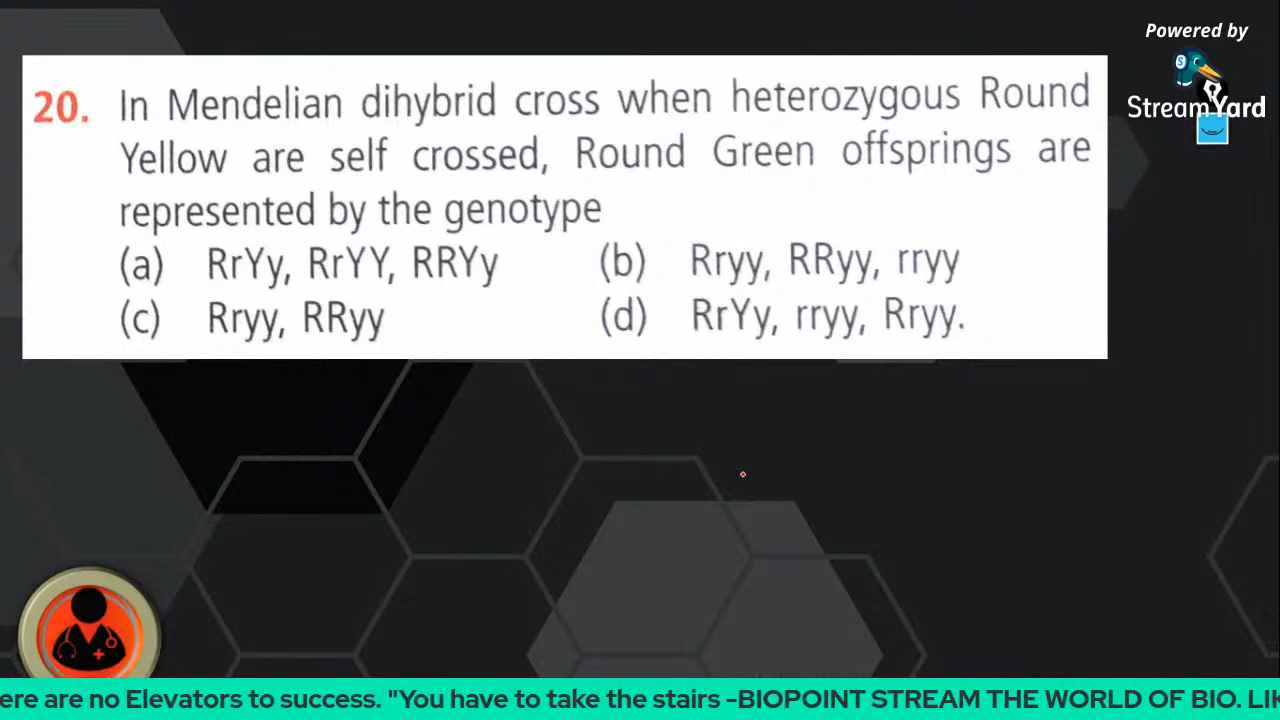 Powered by
StreamYard
20. In Mendelian dihybrid cross when heterozygous Round
Yellow are self crossed, Round Green offsprings are
represented by the genotype
(a) RrYy, RrYY, RRYy (b) Rryy, RRyy, rryy
(c) Rryy, RRyy (d) RrYy, rryy, Rryy.
ere are no Elevators to success. "You have to take the stairs -BIOPOINT STREAM THE WORLD OF BIO. LIK